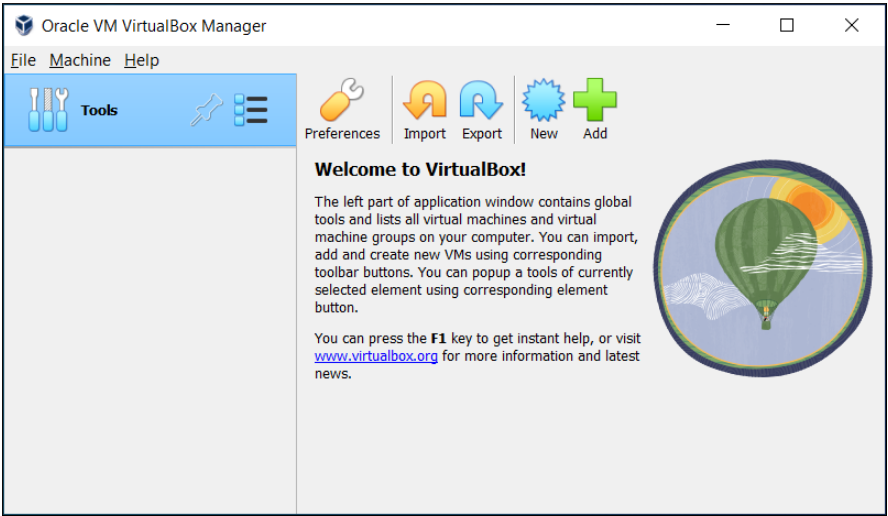 Oracle VM VirtualBox Manager
File Machine Help
Tools
Preferences Import Export New Add
Welcome to VirtualBox!
The left part of application window contains global
tools and lists all virtual machines and virtual
machine groups on your computer. You can import,
add and create new VMs using corresponding
toolbar buttons. You can popup a tools of currently
selected element using corresponding element
button.
You can press the F1 key to get instant help, or visit
www.virtualbox.org for more information and latest
news.